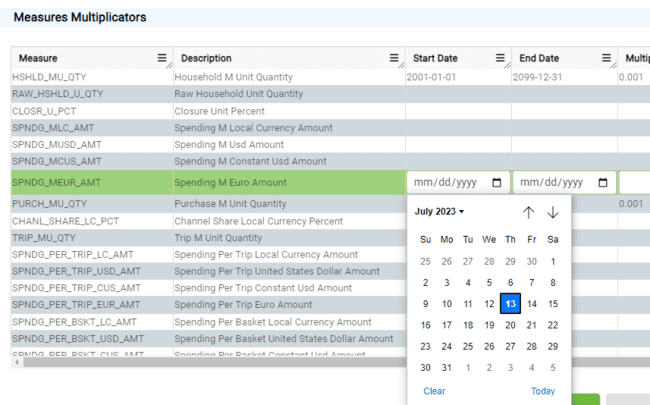 Measures Multiplicators
Measure Description Start Date End Date Multip
HSHLD_MU_QTY Household M Unit Quantity 2001-01-01 2099-12-31 0.001
RAW_HSHLD_U_QTY Raw Household Unit Quantity
CLOSR_U_PCT Closure Unit Percent
SPNDG_MLC_AMT Spending M Local Currency Amount
SPNDG_MUSD_AMT Spending M Usd Amount
SPNDG_MCUS_AMT Spending M Constant Usd Amount
SPNDG_MEUR_AMT Spending M Euro Amount mm/dd/yyyy mm/dd/yyyy
PURCH_MU_QTY Purchase M Unit Quantity 0.001
CHANL_SHARE_LC_PCT Channel Share Local Currency Percent
TRIP_MU_QTY Trip M Unit Quantity
SPNDG_PER_TRIP_LC_AMT Spending Per Trip Local Currency Amount
SPNDG_PER_TRIP_USD_AMT Spending Per Trip United States Dollar Amount
SPNDG_PER_TRIP_CUS_AMT Spending Per Trip Constant Usd Amount
SPNDG_PER_TRIP_EUR_AMT Spending Per Trip Euro Amount
SPNDG_PER_BSKT_LC_AMT Spending Per Basket Local Currency Amount
SPNDG_PER_BSKT_USD_AMT Spending Per Basket United States Dollar Amount
SPNDG_PER_BSKT_CUS_AMT Spending Per Basket Constant Usd Amount
July 2023
Su Mo Tu We Th Fr Sa
25 26 27 28 29 30 1
2 3 4 5 6 7 8
9 10 11 12 13 14 15
16 17 18 19 20 21 22
23 24 25 26 27 28 29
30 31 1 2 3 4 5
Clear Today